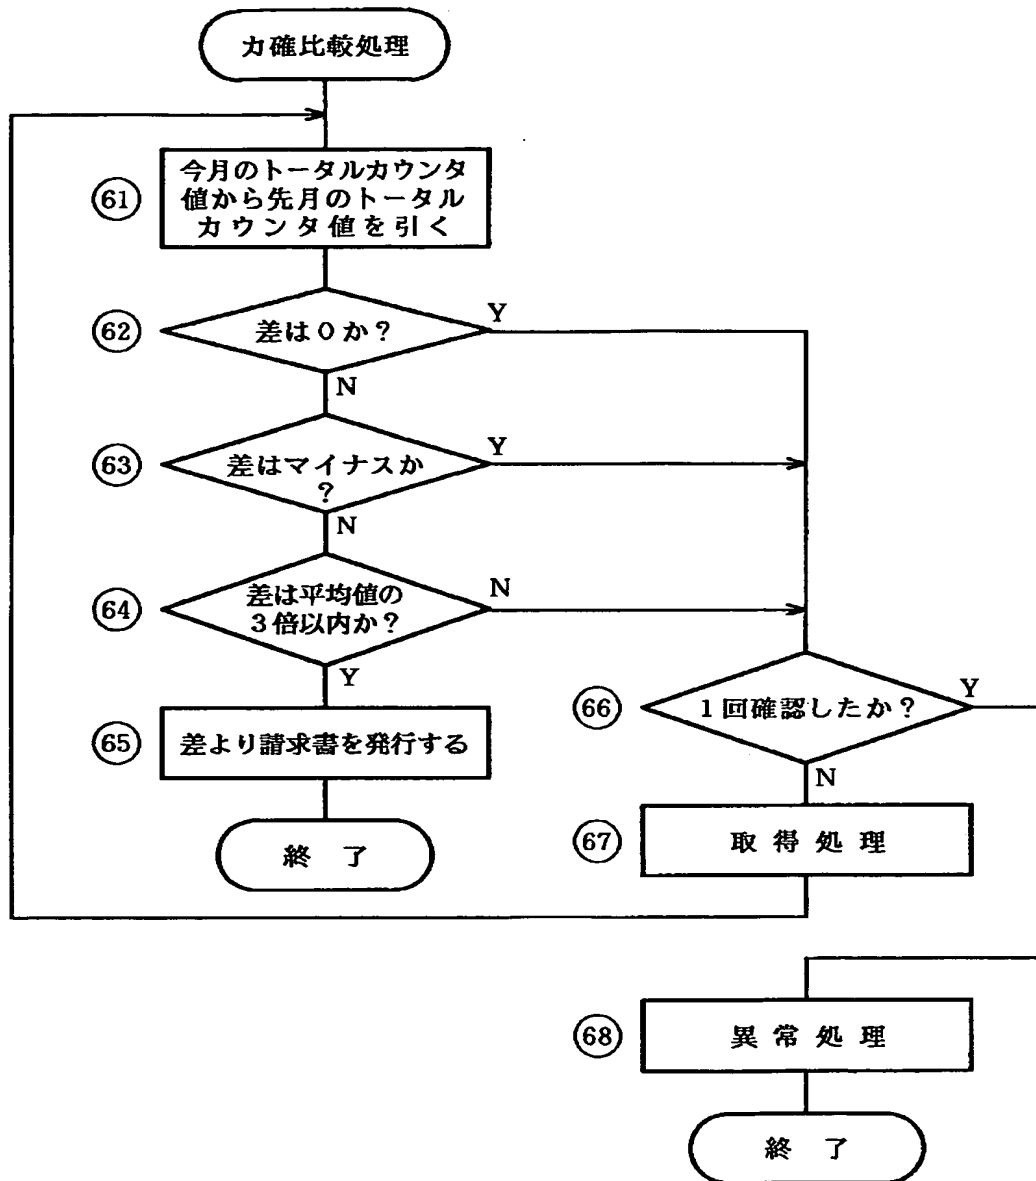 力確比較処理
61
今月のトータルカウンタ
値から先月のトータル
カウンタ値を引く
62
差は0か？
Y
N
63
差はマイナスか
？
Y
N
64
差は平均値の
3倍以内か？
N
Y
65
差より請求書を発行する
終 了
66
1回確認したか？
Y
N
67
取 得 処 理
68
異 常 処 理
終 了